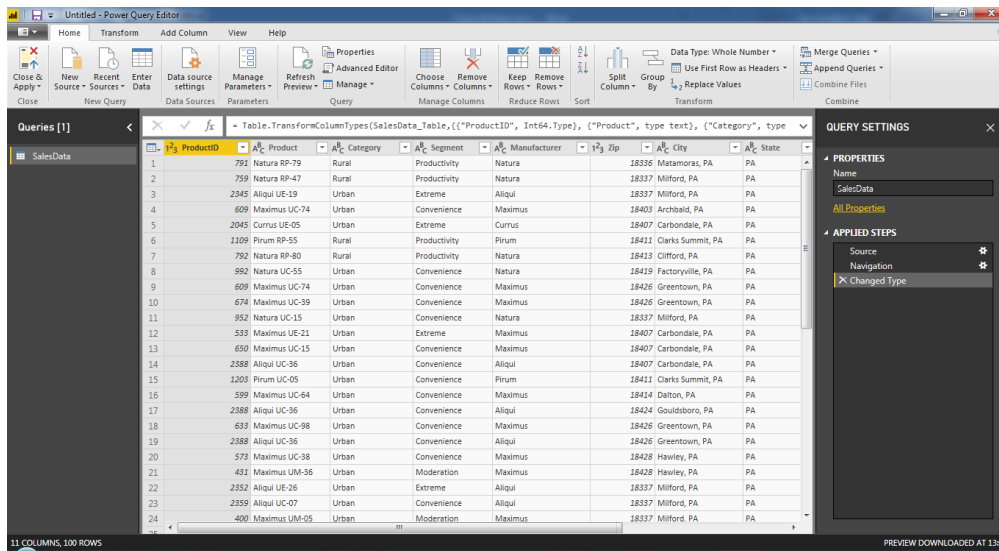 Untitled - Power Query Editor
Home Transform Add Column View Help
Close & Apply New Source Recent Sources Enter Data Data source settings Manage Parameters Refresh Preview Properties Advanced Editor Manage Choose Columns Remove Columns Keep Rows Remove Rows Split Column Group By Data Type: Whole Number Use First Row as Headers Replace Values Merge Queries Append Queries Combine Files
Close New Query Data Sources Parameters Query Manage Columns Reduce Rows Sort Transform Combine
Queries [1]
SalesData
fx = Table.TransformColumnTypes(SalesData_Table,{{"ProductID", Int64.Type}, {"Product", type text}, {"Category", type
ProductID Product Category Segment Manufacturer Zip City State
1 791 Natura RP-79 Rural Productivity Natura 18336 Matamoras, PA PA
2 759 Natura RP-47 Rural Productivity Natura 18337 Milford, PA PA
3 2345 Aliqui UE-19 Urban Extreme Aliqui 18337 Milford, PA PA
4 609 Maximus UC-74 Urban Convenience Maximus 18403 Archbald, PA PA
5 2045 Currus UE-05 Urban Extreme Currus 18407 Carbondale, PA PA
6 1109 Pirum RP-55 Rural Productivity Pirum 18411 Clarks Summit, PA PA
7 792 Natura RP-80 Rural Productivity Natura 18413 Clifford, PA PA
8 992 Natura UC-55 Urban Convenience Natura 18419 Factoryville, PA PA
9 609 Maximus UC-74 Urban Convenience Maximus 18426 Greentown, PA PA
10 674 Maximus UC-39 Urban Convenience Maximus 18426 Greentown, PA PA
11 952 Natura UC-15 Urban Convenience Natura 18337 Milford, PA PA
12 533 Maximus UE-21 Urban Extreme Maximus 18407 Carbondale, PA PA
13 650 Maximus UC-15 Urban Convenience Maximus 18407 Carbondale, PA PA
14 2388 Aliqui UC-36 Urban Convenience Aliqui 18407 Carbondale, PA PA
15 1203 Pirum UC-05 Urban Convenience Pirum 18411 Clarks Summit, PA PA
16 599 Maximus UC-64 Urban Convenience Maximus 18414 Dalton, PA PA
17 2388 Aliqui UC-36 Urban Convenience Aliqui 18424 Gouldsboro, PA PA
18 633 Maximus UC-98 Urban Convenience Maximus 18426 Greentown, PA PA
19 2388 Aliqui UC-36 Urban Convenience Aliqui 18426 Greentown, PA PA
20 573 Maximus UC-38 Urban Convenience Maximus 18428 Hawley, PA PA
21 431 Maximus UM-36 Urban Moderation Maximus 18428 Hawley, PA PA
22 2352 Aliqui UE-26 Urban Extreme Aliqui 18337 Milford, PA PA
23 2359 Aliqui UC-07 Urban Convenience Aliqui 18337 Milford, PA PA
24 400 Maximus UM-05 Urban Moderation Maximus 18337 Milford, PA PA
QUERY SETTINGS
PROPERTIES
Name
SalesData
All Properties
APPLIED STEPS
Source
Navigation
Changed Type
11 COLUMNS, 100 ROWS PREVIEW DOWNLOADED AT 13: